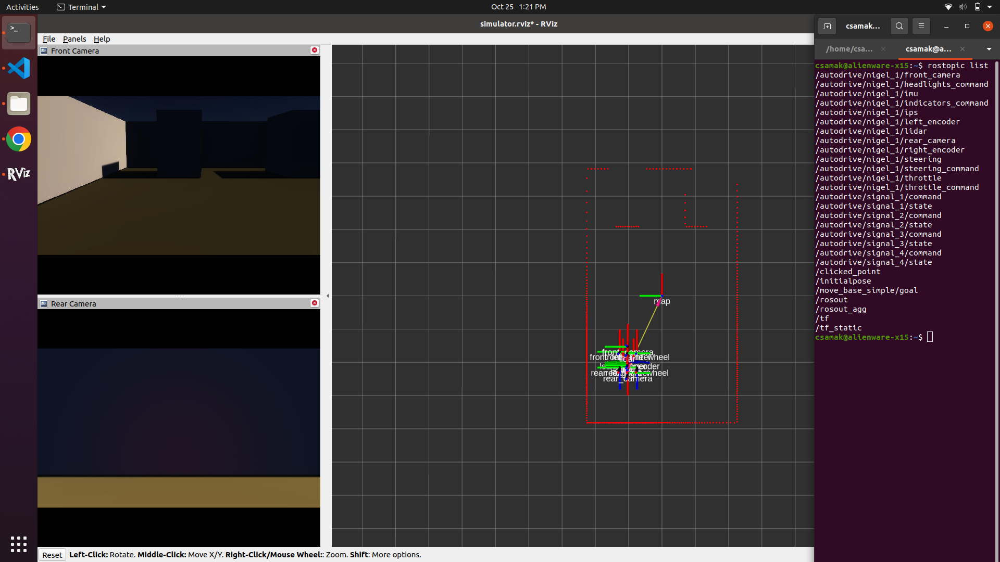 Activities
Terminal
Oct 25 1:21 PM
simulator.rviz* - RViz
File Panels Help
Front Camera
Rear Camera
RViz
map
rear_camera
Reset Left-Click: Rotate. Middle-Click: Move X/Y. Right-Click/Mouse Wheel:: Zoom. Shift: More options.
csamak...
/home/csa...
csamak@a...
csamak@alienware-x15:~$ rostopic list
/autodrive/nigel_1/front_camera
/autodrive/nigel_1/headlights_command
/autodrive/nigel_1/imu
/autodrive/nigel_1/indicators_command
/autodrive/nigel_1/ips
/autodrive/nigel_1/left_encoder
/autodrive/nigel_1/lidar
/autodrive/nigel_1/rear_camera
/autodrive/nigel_1/right_encoder
/autodrive/nigel_1/steering
/autodrive/nigel_1/steering_command
/autodrive/nigel_1/throttle
/autodrive/nigel_1/throttle_command
/autodrive/signal_1/command
/autodrive/signal_1/state
/autodrive/signal_2/command
/autodrive/signal_2/state
/autodrive/signal_3/command
/autodrive/signal_3/state
/autodrive/signal_4/command
/autodrive/signal_4/state
/clicked_point
/initialpose
/move_base_simple/goal
/rosout
/rosout_agg
/tf
/tf_static
csamak@alienware-x15:~$